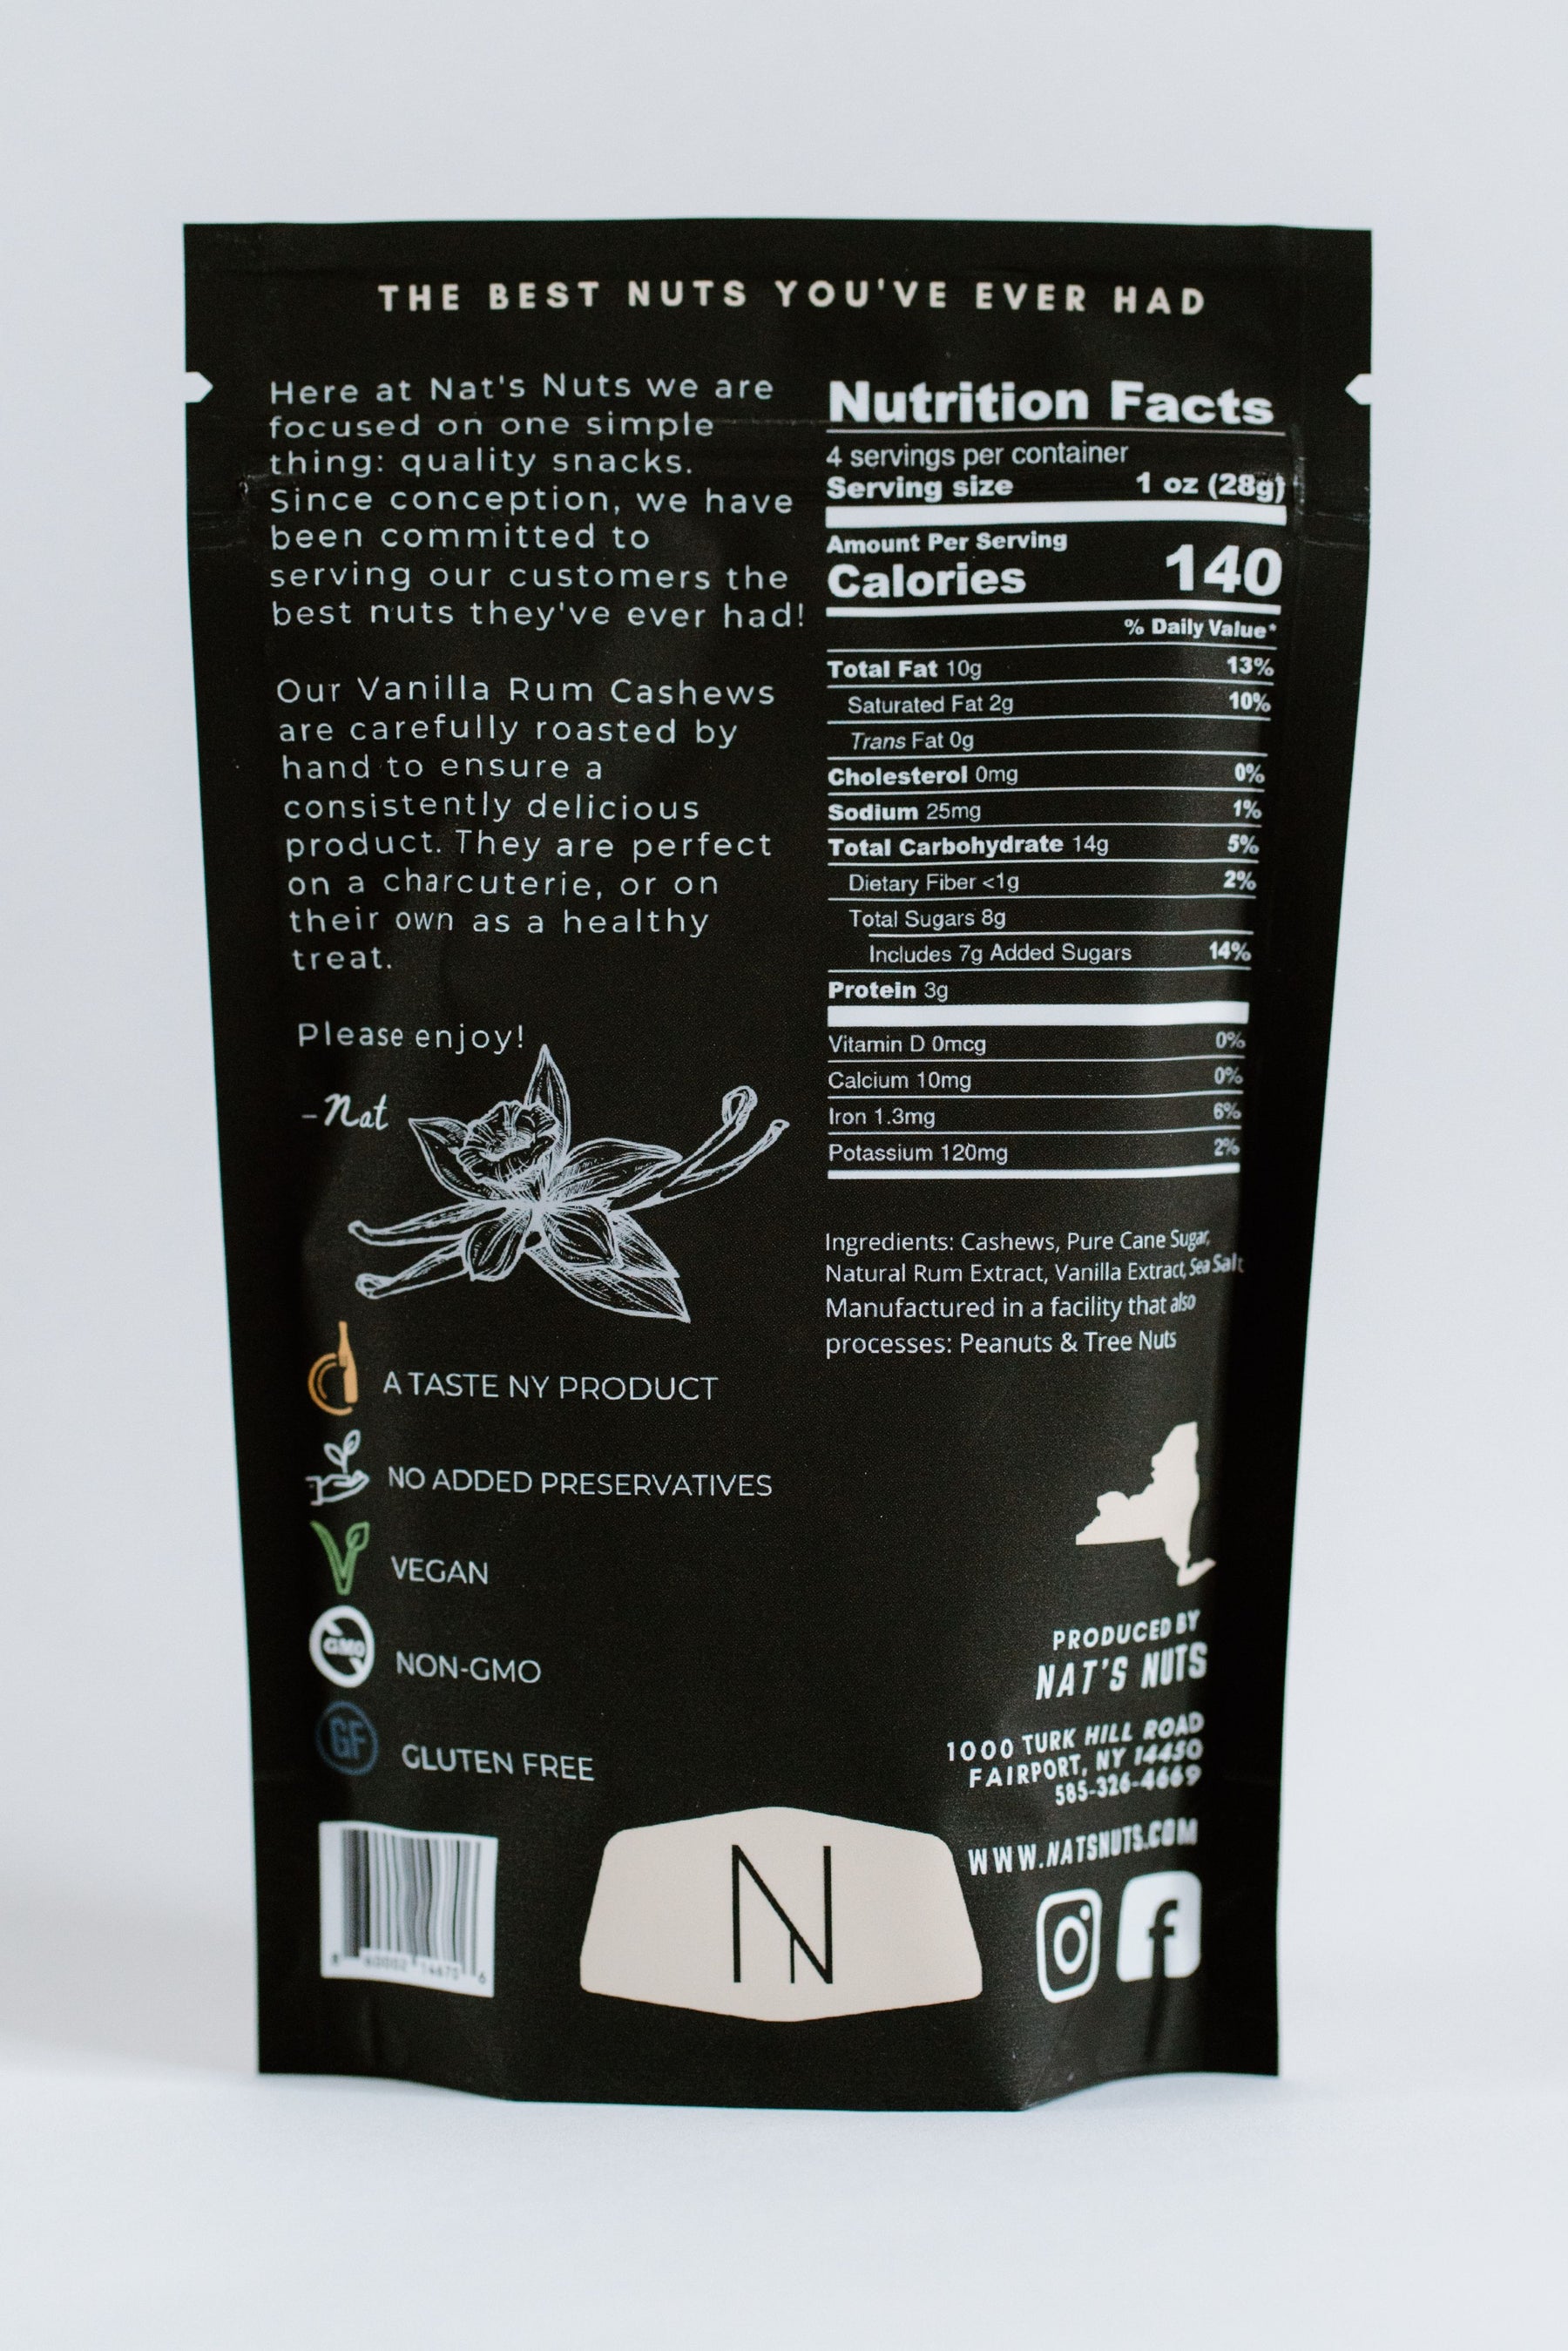 THE BEST NUTS YOU'VE EVER HAD
Here at Nat's Nuts we are
focused on one simple
thing: quality snacks.
Since conception, we have
been committed to
serving our customers the
best nuts they've ever had!
Our Vanilla Rum Cashews
are carefully roasted by
hand to ensure a
consistently delicious
product. They are perfect
on a charcuterie, or on
their own as a healthy
treat.
Please enjoy!
-Nat
A TASTE NY PRODUCT
NO ADDED PRESERVATIVES
VEGAN
GMO
NON-GMO
GF
GLUTEN FREE
Nutrition Facts
4 servings per container
Serving size 1 oz (28g)
Amount Per Serving
Calories 140
% Daily Value*
Total Fat 10g 13%
Saturated Fat 2g 10%
Trans Fat 0g
Cholesterol 0mg 0%
Sodium 25mg 1%
Total Carbohydrate 14g 5%
Dietary Fiber <1g 2%
Total Sugars 8g
Includes 7g Added Sugars 14%
Protein 3g
Vitamin D 0mcg 0%
Calcium 10mg 0%
Iron 1.3mg 6%
Potassium 120mg 2%
Ingredients: Cashews, Pure Cane Sugar,
Natural Rum Extract, Vanilla Extract, Sea Salt
Manufactured in a facility that also
processes: Peanuts & Tree Nuts
PRODUCED BY
NAT'S NUTS
1000 TURK HILL ROAD
FAIRPORT, NY 14450
585-326-4669
WWW.NATSNUTS.COM
N